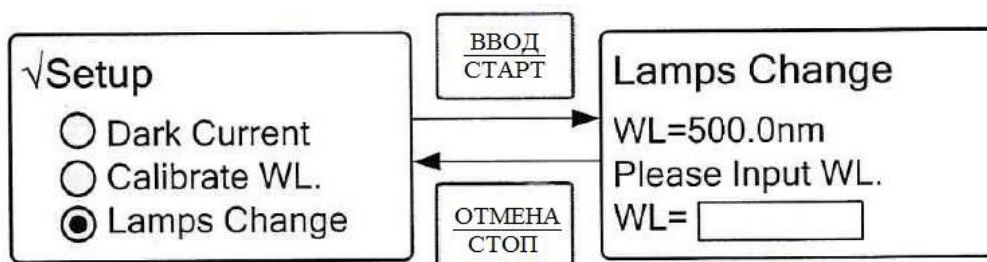 √Setup
Dark Current
Calibrate WL.
Lamps Change
ВВОД
СТАРТ
ОТМЕНА
СТОП
Lamps Change
WL=500.0nm
Please Input WL.
WL=